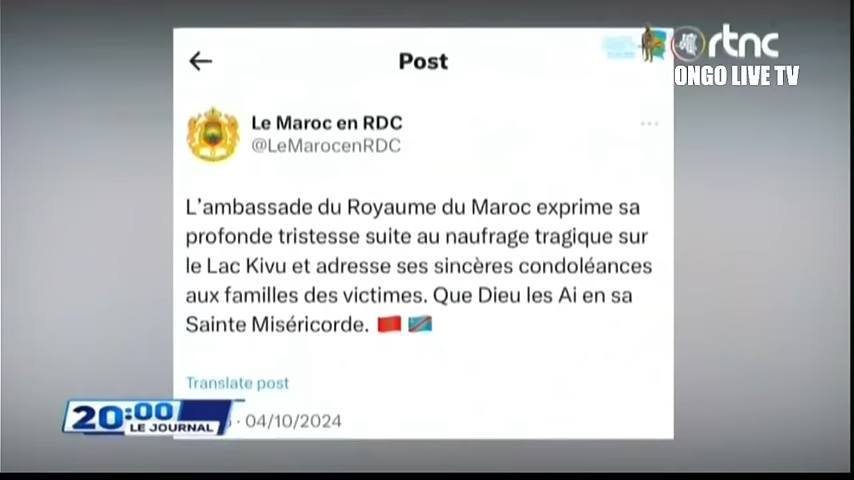 rtnc
ONGO LIVE TV
Post
Le Maroc en RDC
@LeMarocenRDC
L'ambassade du Royaume du Maroc exprime sa
profonde tristesse suite au naufrage tragique sur
le Lac Kivu et adresse ses sincères condoléances
aux familles des victimes. Que Dieu les Ai en sa
Sainte Miséricorde.
Translate post
· 04/10/2024
20:00
LE JOURNAL